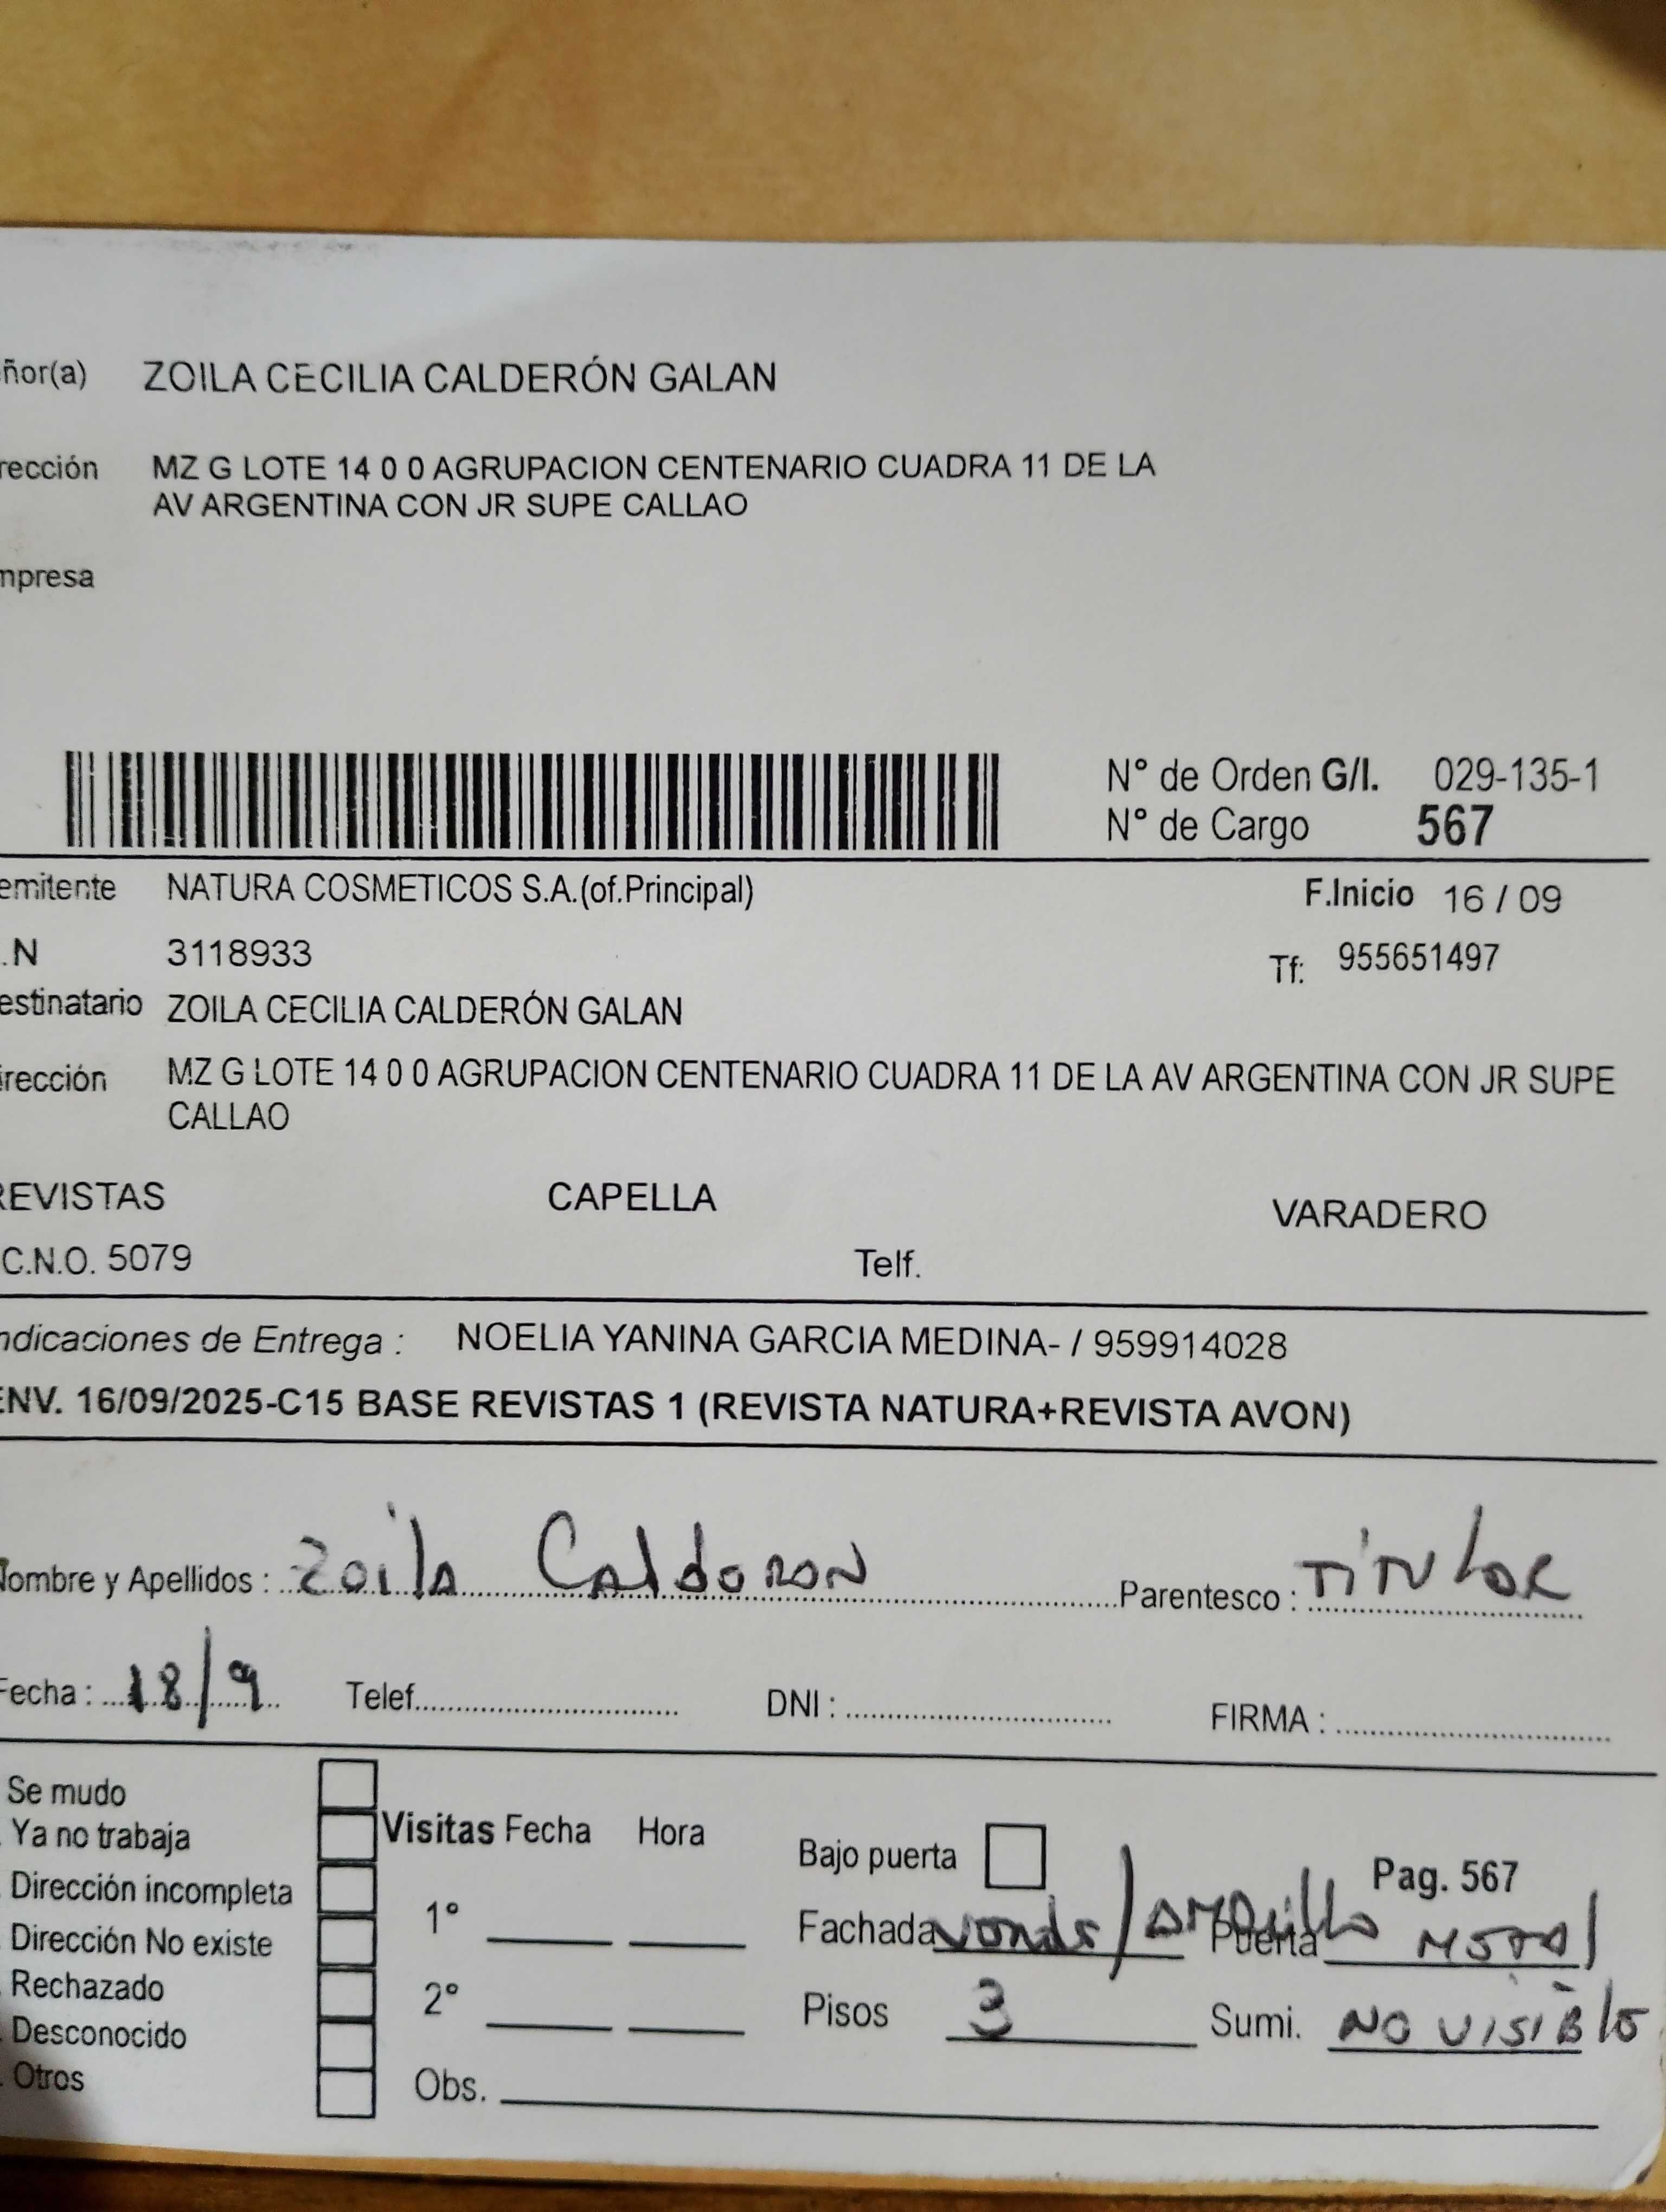 ñor(a) ZOILA CECILIA CALDERÓN GALAN
rección MZ G LOTE 14 0 0 AGRUPACION CENTENARIO CUADRA 11 DE LA
AV ARGENTINA CON JR SUPE CALLAO
mpresa
N° de Orden G/I. 029-135-1
N° de Cargo 567
emitente NATURA COSMETICOS S.A.(of.Principal) F.Inicio 16 / 09
.N 3118933 Tf: 955651497
estinatario ZOILA CECILIA CALDERÓN GALAN
irección MZ G LOTE 14 0 0 AGRUPACION CENTENARIO CUADRA 11 DE LA AV ARGENTINA CON JR SUPE
CALLAO
REVISTAS CAPELLA VARADERO
C.N.O. 5079 Telf.
ndicaciones de Entrega : NOELIA YANINA GARCIA MEDINA- / 959914028
ENV. 16/09/2025-C15 BASE REVISTAS 1 (REVISTA NATURA+REVISTA AVON)
Nombre y Apellidos : Zoila Calderon Parentesco : Titular
Fecha : 18/9 Telef. DNI : FIRMA :
Se mudo
Ya no trabaja Visitas Fecha Hora Bajo puerta Pag. 567
Dirección incompleta 1° Fachada / Amarillo Puerta Metal
Dirección No existe
Rechazado 2° Pisos 3 Sumi. NO VISIBLE
Desconocido
Otros Obs.